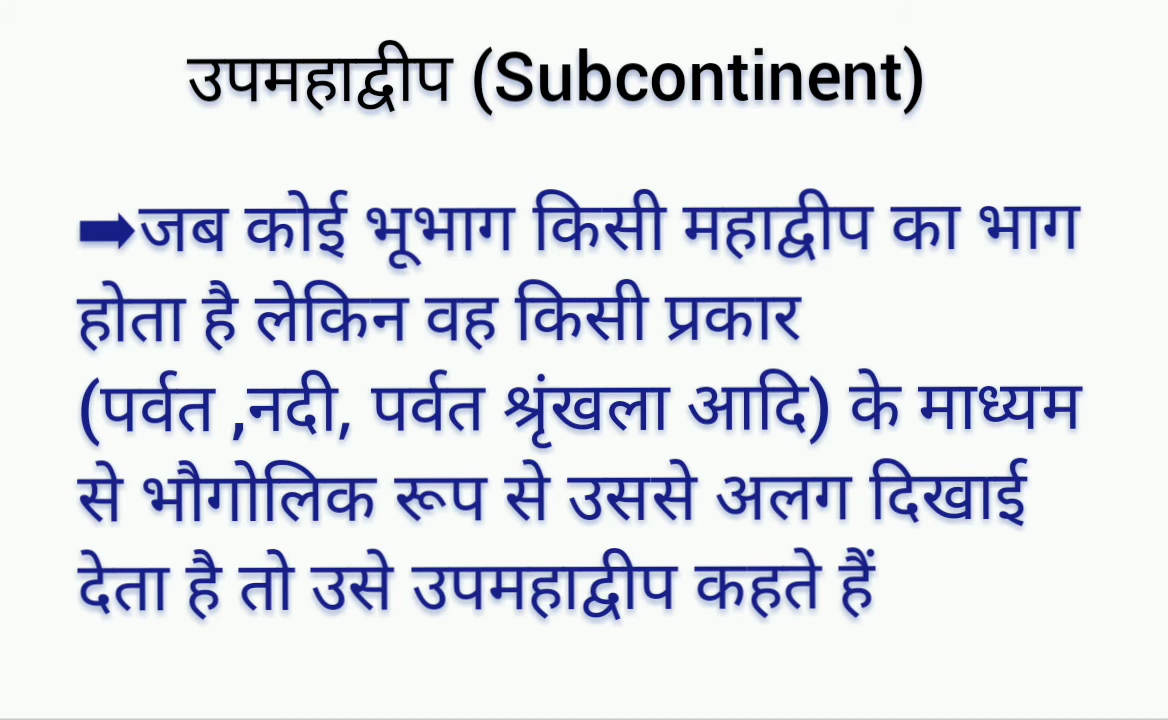 उपमहाद्वीप (Subcontinent)
➡जब कोई भूभाग किसी महाद्वीप का भाग
होता है लेकिन वह किसी प्रकार
(पर्वत ,नदी, पर्वत श्रृंखला आदि) के माध्यम
से भौगोलिक रूप से उससे अलग दिखाई
देता है तो उसे उपमहाद्वीप कहते हैं